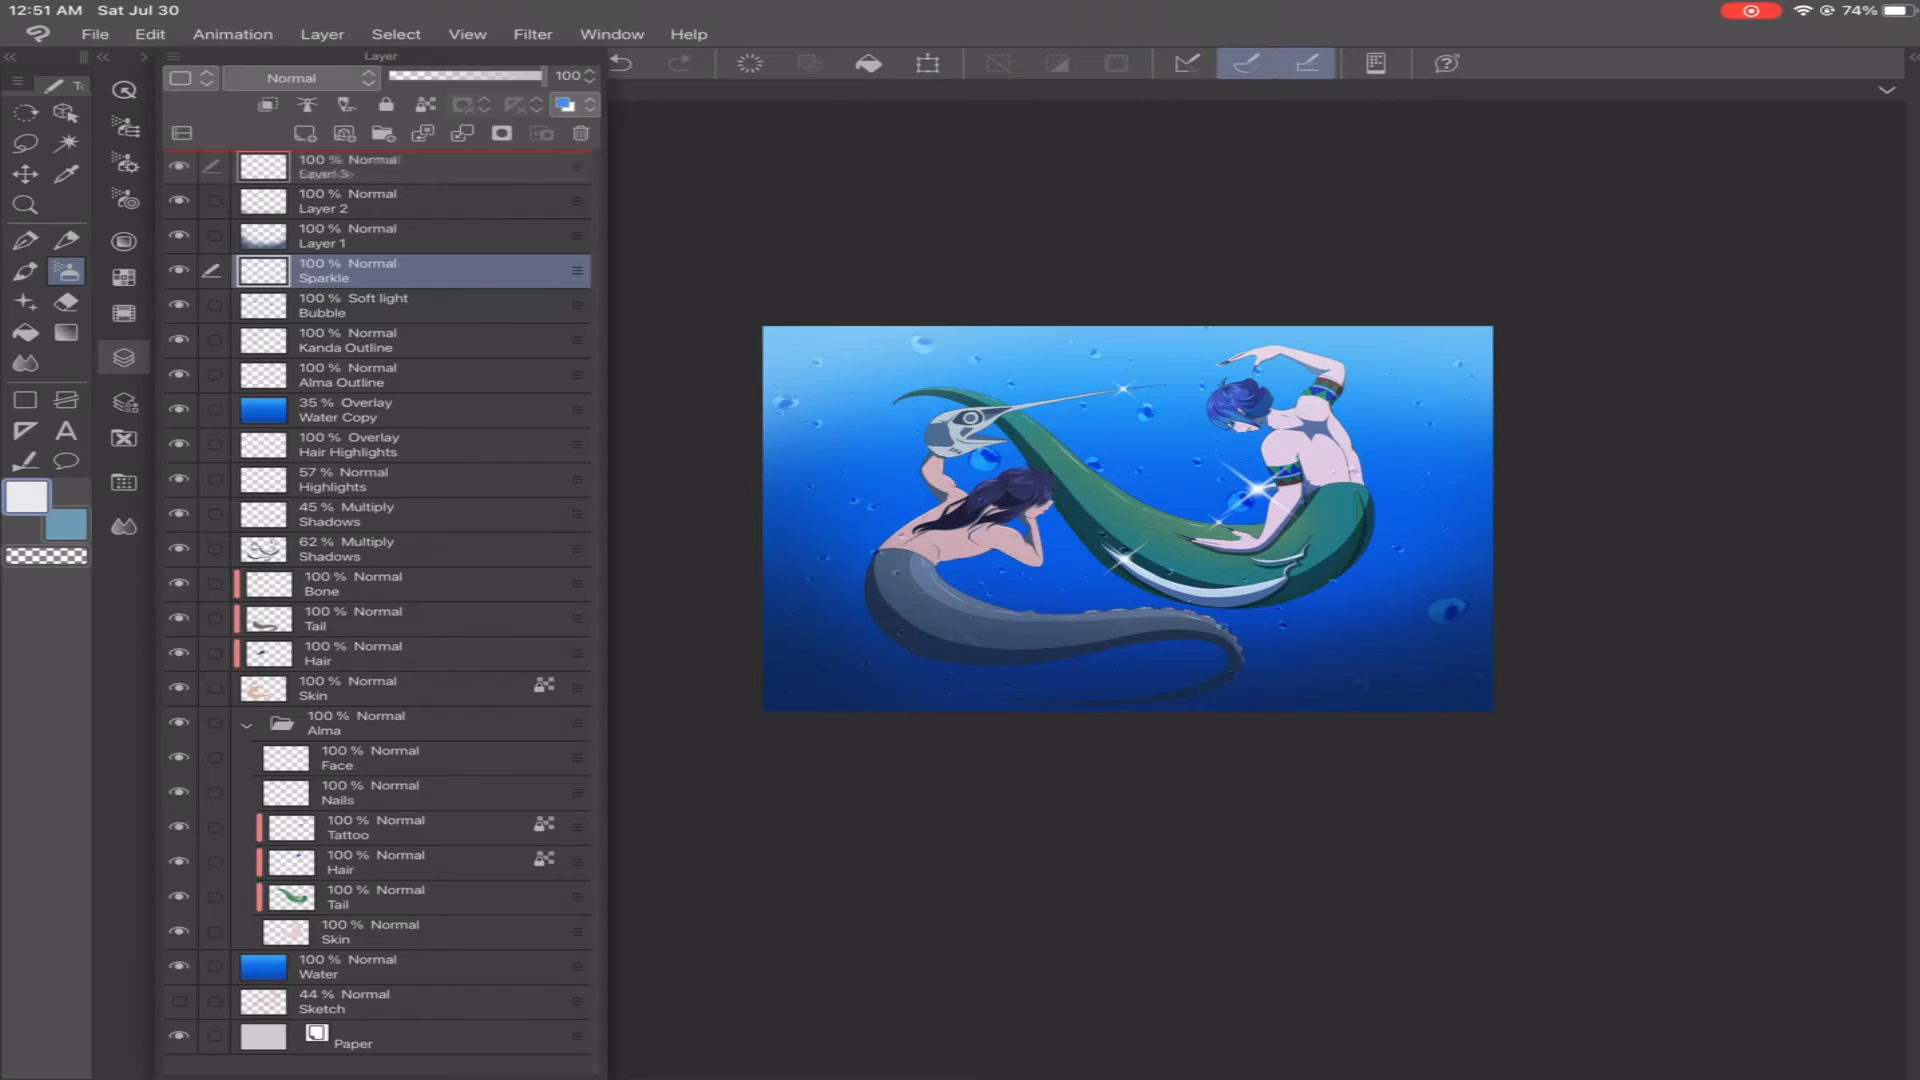 12:51 AM Sat Jul 30
74%
File Edit Animation Layer Select View Filter Window Help
Layer
Normal
100
100 % Normal
100 % Normal
Layer 2
100 % Normal
Layer 1
100 % Normal
Sparkle
100 % Soft light
Bubble
100 % Normal
Kanda Outline
100 % Normal
Alma Outline
35 % Overlay
Water Copy
100 % Overlay
Hair Highlights
57 % Normal
Highlights
45 % Multiply
Shadows
62 % Multiply
Shadows
100 % Normal
Bone
100 % Normal
Tail
100 % Normal
Hair
100 % Normal
Skin
100 % Normal
Alma
100 % Normal
Face
100 % Normal
Nails
100 % Normal
Tattoo
100 % Normal
Hair
100 % Normal
Tail
100 % Normal
Skin
100 % Normal
Water
44 % Normal
Sketch
Paper